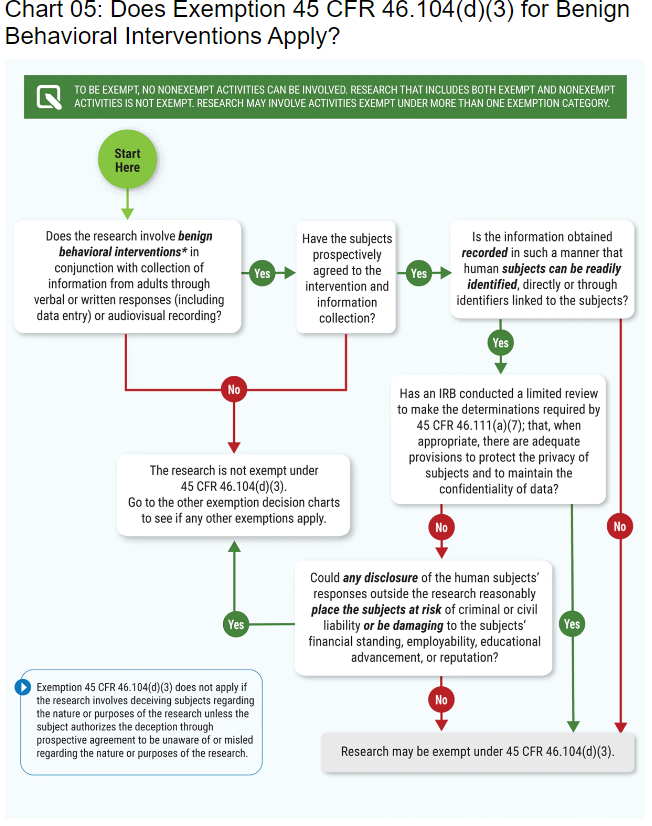 Chart 05: Does Exemption 45 CFR 46.104(d)(3) for Benign
Behavioral Interventions Apply?
TO BE EXEMPT, NO NONEXEMPT ACTIVITIES CAN BE INVOLVED. RESEARCH THAT INCLUDES BOTH EXEMPT AND NONEXEMPT
ACTIVITIES IS NOT EXEMPT. RESEARCH MAY INVOLVE ACTIVITIES EXEMPT UNDER MORE THAN ONE EXEMPTION CATEGORY.
Start
Here
Does the research involve benign
behavioral interventions* in
conjunction with collection of
information from adults through
verbal or written responses (including
data entry) or audiovisual recording?
Yes
Have the subjects
prospectively
agreed to the
intervention and
information
collection?
Yes
Is the information obtained
recorded in such a manner that
human subjects can be readily
identified, directly or through
identifiers linked to the subjects?
Yes
No
Has an IRB conducted a limited review
to make the determinations required by
45 CFR 46.111(a)(7); that, when
appropriate, there are adequate
provisions to protect the privacy of
subjects and to maintain the
confidentiality of data?
The research is not exempt under
45 CFR 46.104(d)(3).
Go to the other exemption decision charts
to see if any other exemptions apply.
No
No
Could any disclosure of the human subjects'
responses outside the research reasonably
place the subjects at risk of criminal or civil
liability or be damaging to the subjects'
financial standing, employability, educational
advancement, or reputation?
Yes
Yes
No
Exemption 45 CFR 46.104(d)(3) does not apply if
the research involves deceiving subjects regarding
the nature or purposes of the research unless the
subject authorizes the deception through
prospective agreement to be unaware of or misled
regarding the nature or purposes of the research.
Research may be exempt under 45 CFR 46.104(d)(3).